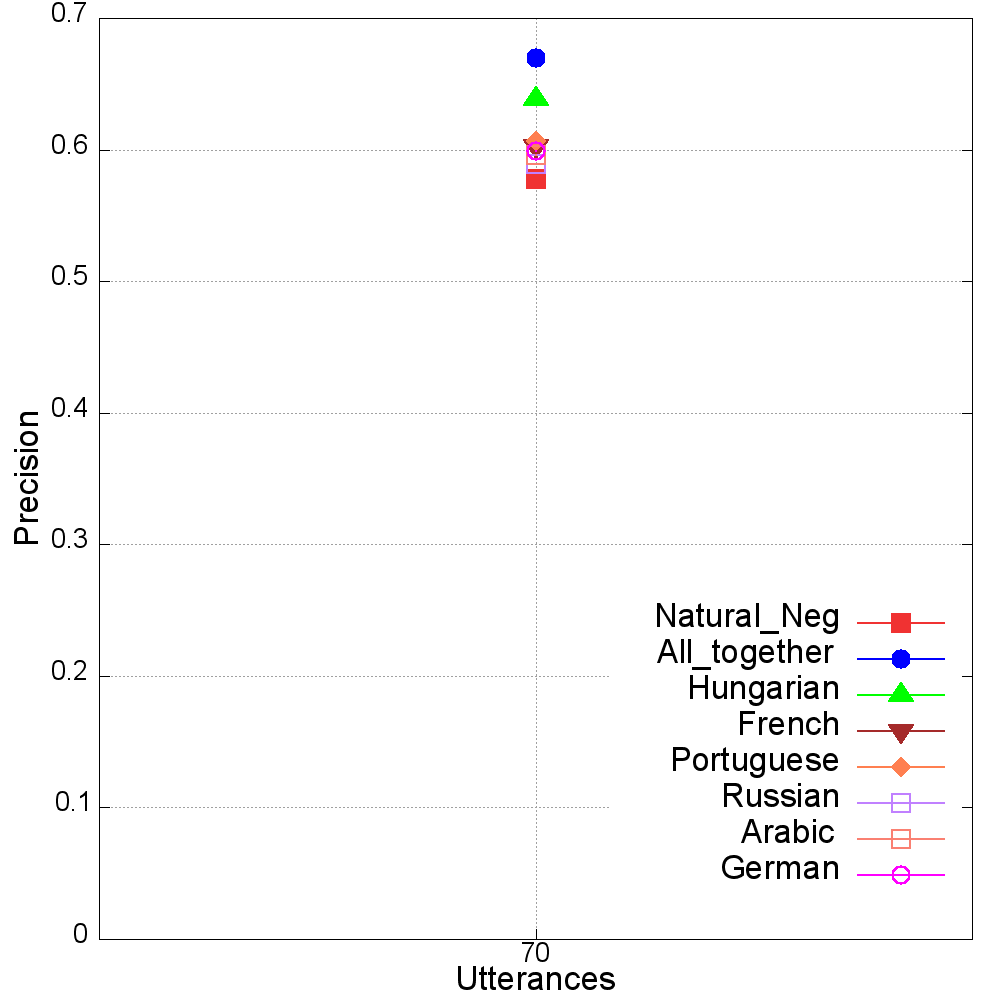 0.7
0.6
0.5
0.4
0.3
0.2
0.1
0
Precision
70
Utterances
Natural_Neg
All_together
Hungarian
French
Portuguese
Russian
Arabic
German